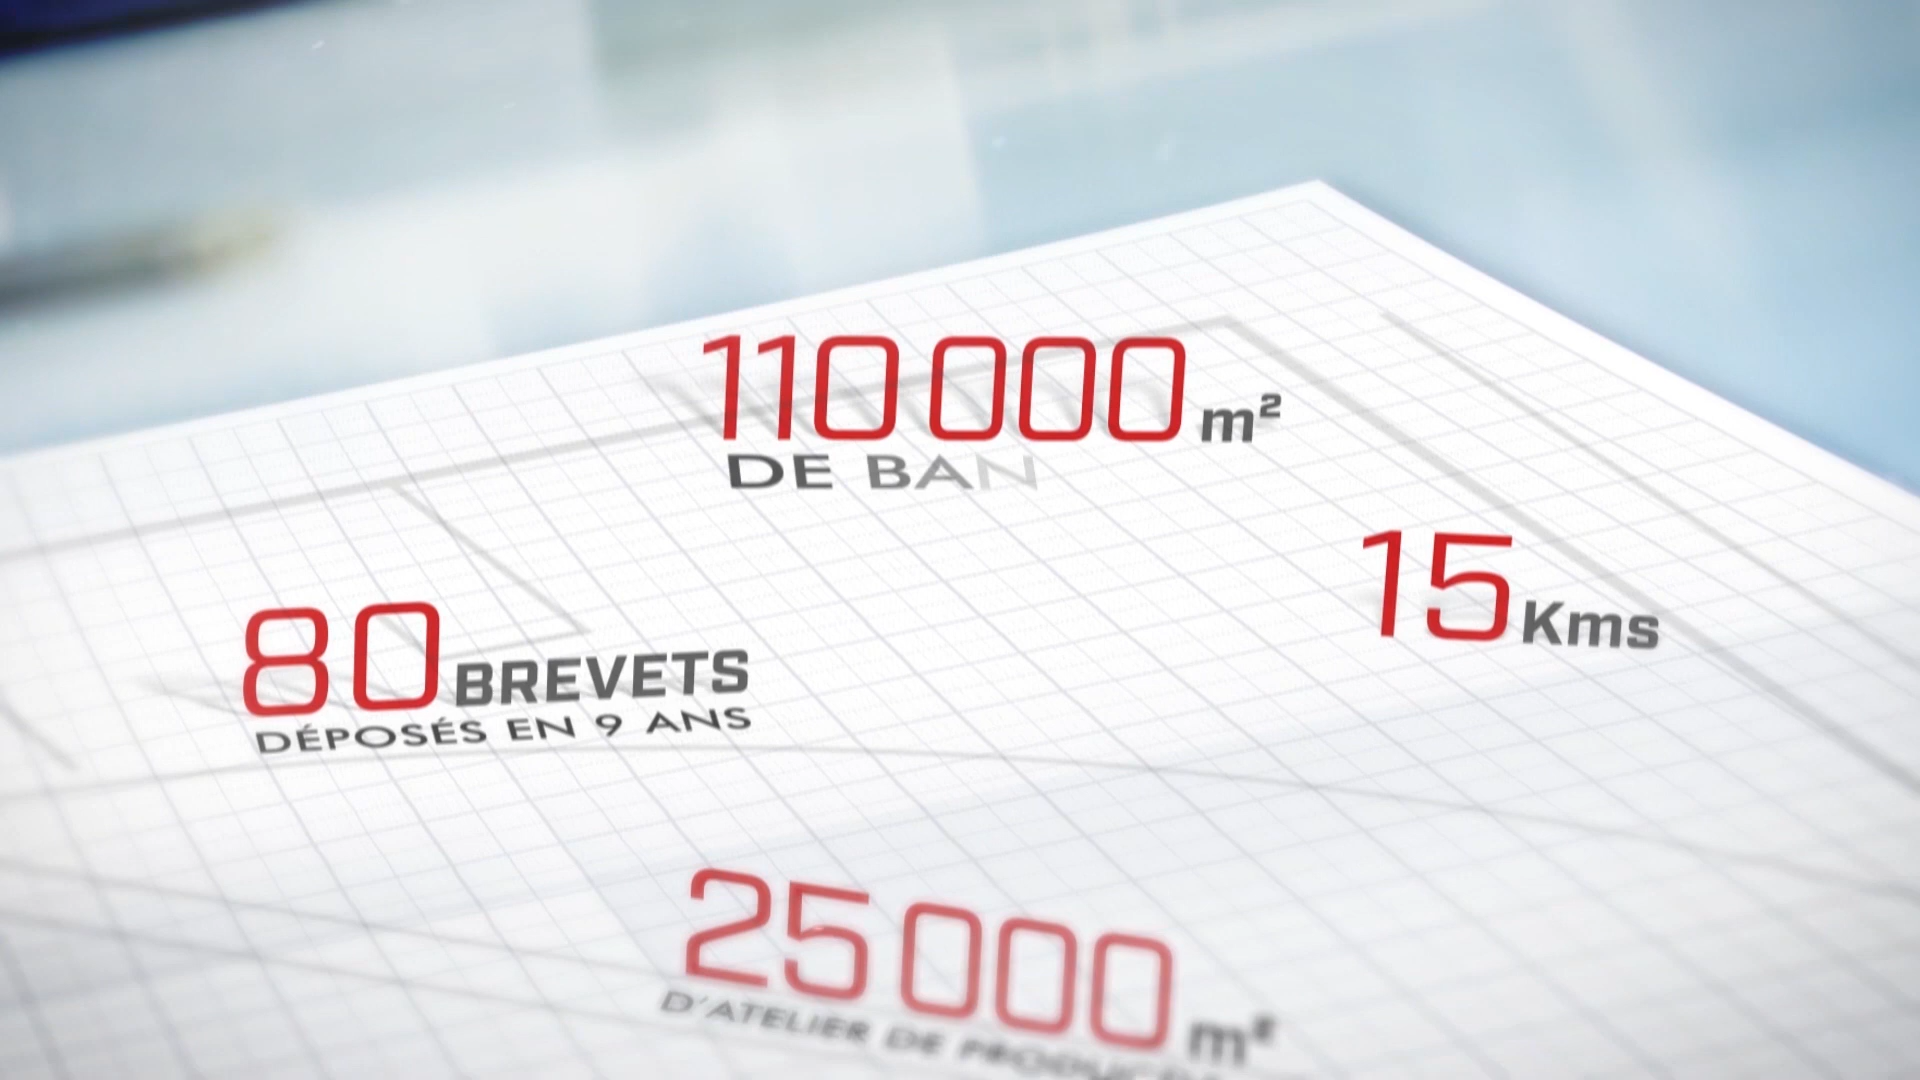 110 000 m²
DE BAN
15 Kms
80 BREVETS
DÉPOSÉS EN 9 ANS
25 000 m²
D'ATELIER DE